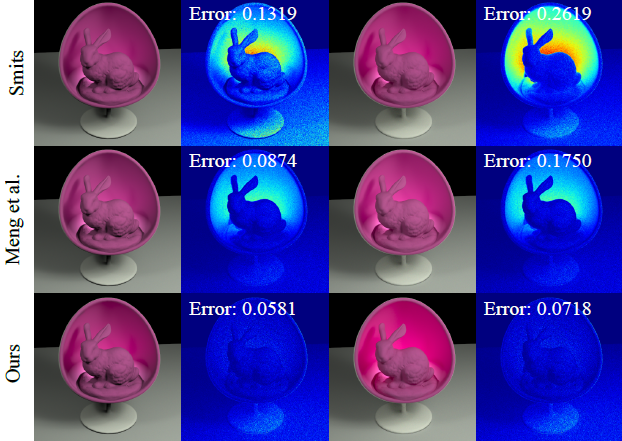 Smits
Error: 0.1319
Error: 0.2619
Meng et al.
Error: 0.0874
Error: 0.1750
Ours
Error: 0.0581
Error: 0.0718